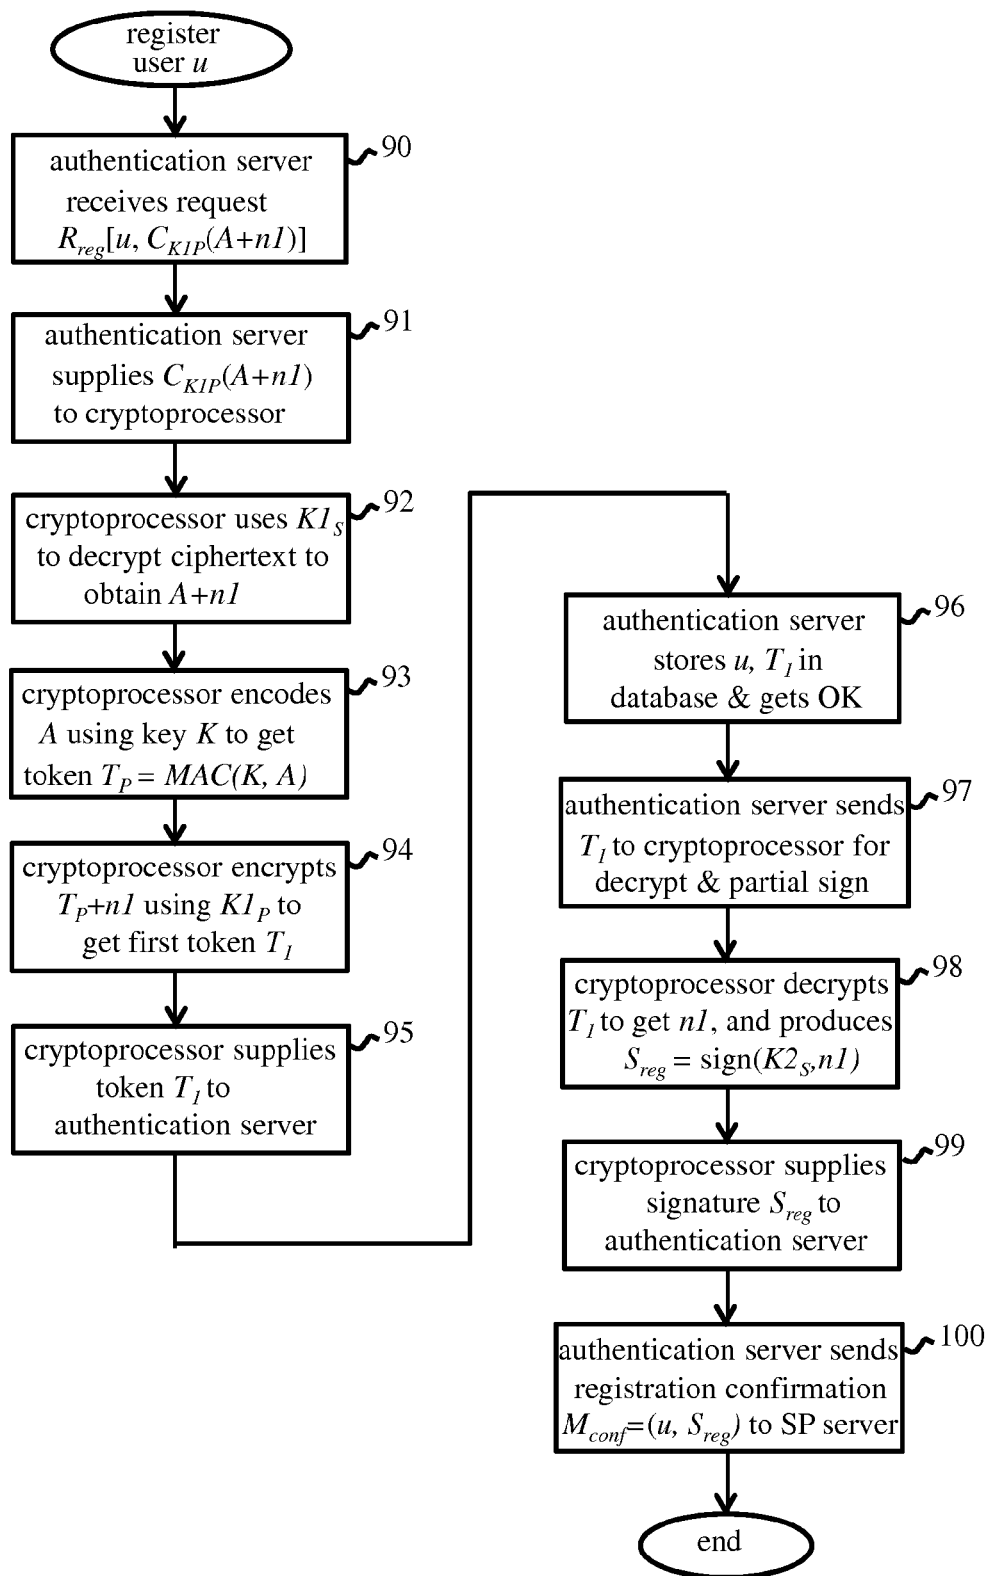 register
user u
90
authentication server
receives request
R_reg[u, C_K1P(A+n1)]
91
authentication server
supplies C_K1P(A+n1)
to cryptoprocessor
92
cryptoprocessor uses K1_S
to decrypt ciphertext to
obtain A+n1
93
cryptoprocessor encodes
A using key K to get
token T_P = MAC(K, A)
94
cryptoprocessor encrypts
T_P+n1 using K1_P to
get first token T_1
95
cryptoprocessor supplies
token T_1 to
authentication server
96
authentication server
stores u, T_1 in
database & gets OK
97
authentication server sends
T_1 to cryptoprocessor for
decrypt & partial sign
98
cryptoprocessor decrypts
T_1 to get n1, and produces
S_reg = sign(K2_S,n1)
99
cryptoprocessor supplies
signature S_reg to
authentication server
100
authentication server sends
registration confirmation
M_conf=(u, S_reg) to SP server
end